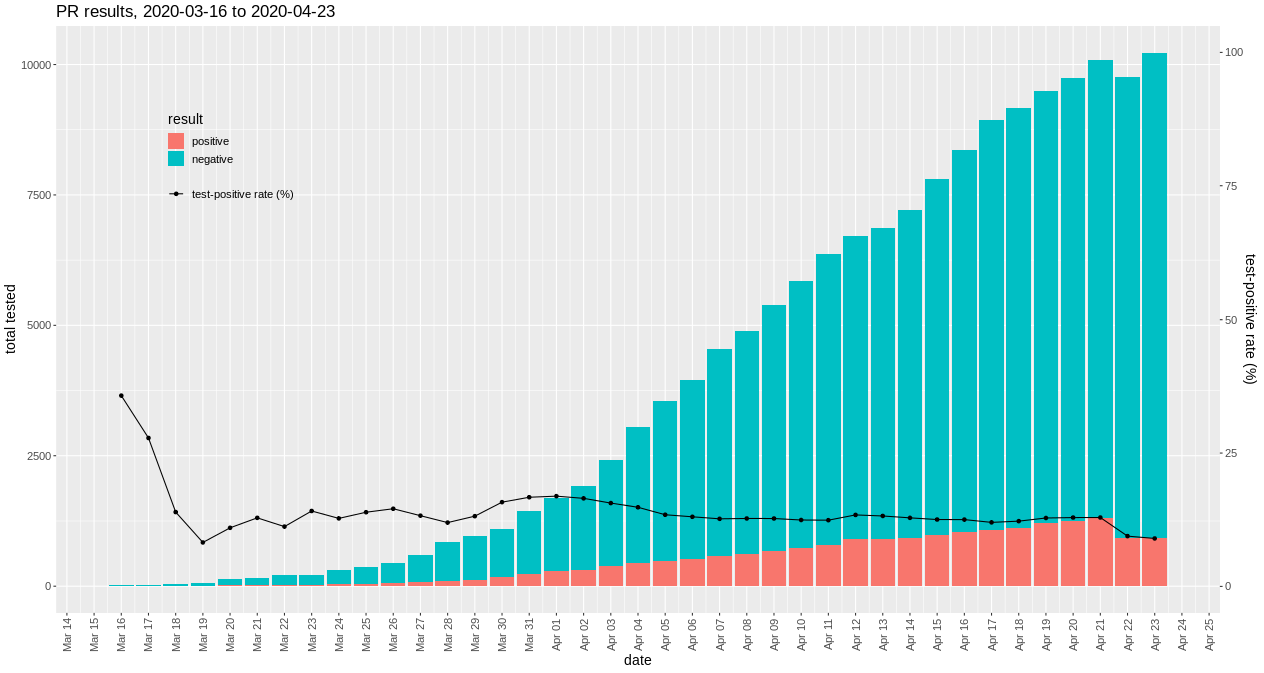 PR results, 2020-03-16 to 2020-04-23
total tested
10000
7500
5000
2500
0
result
positive
negative
test-positive rate (%)
100
75
50
25
0
test-positive rate (%)
Mar 14
Mar 15
Mar 16
Mar 17
Mar 18
Mar 19
Mar 20
Mar 21
Mar 22
Mar 23
Mar 24
Mar 25
Mar 26
Mar 27
Mar 28
Mar 29
Mar 30
Mar 31
Apr 01
Apr 02
Apr 03
Apr 04
Apr 05
Apr 06
Apr 07
Apr 08
Apr 09
Apr 10
Apr 11
Apr 12
Apr 13
Apr 14
Apr 15
Apr 16
Apr 17
Apr 18
Apr 19
Apr 20
Apr 21
Apr 22
Apr 23
Apr 24
Apr 25
date